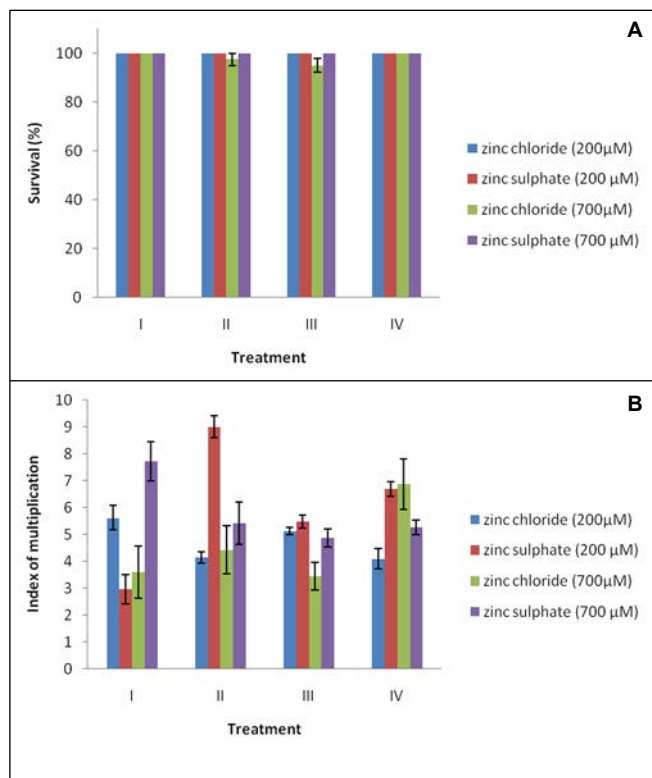 A
100
80
60
40
20
0
Survival (%)
I II III IV
Treatment
zinc chloride (200µM)
zinc sulphate (200 µM)
zinc chloride (700µM)
zinc sulphate (700 µM)
B
10
9
8
7
6
5
4
3
2
1
0
Index of multiplication
I II III IV
Treatment
zinc chloride (200µM)
zinc sulphate (200 µM)
zinc chloride (700µM)
zinc sulphate (700 µM)